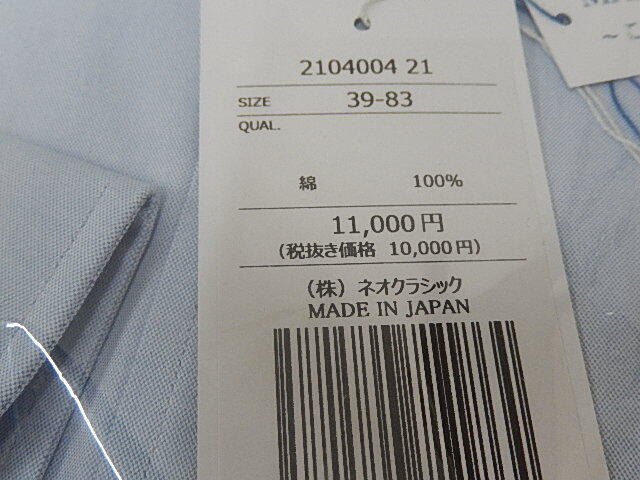 2104004 21
SIZE 39-83
QUAL.
綿 100%
11,000円
(税抜き価格 10,000円)
(株) ネオクラシック
MADE IN JAPAN